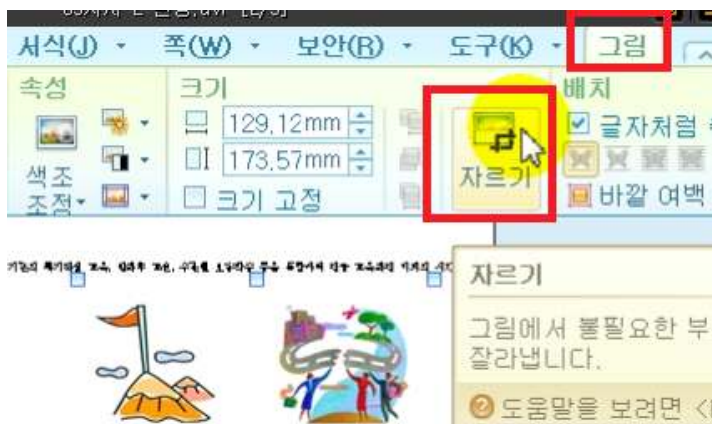 서식(J) 쪽(W) 보안(R) 도구(K) 그림
속성 크기 배치
129,12mm
글자처럼
173,57mm
색조
조정
크기 고정
자르기
바깥 여백
자르기
그림에서 불필요한 부
잘라냅니다.
도움말을 보려면